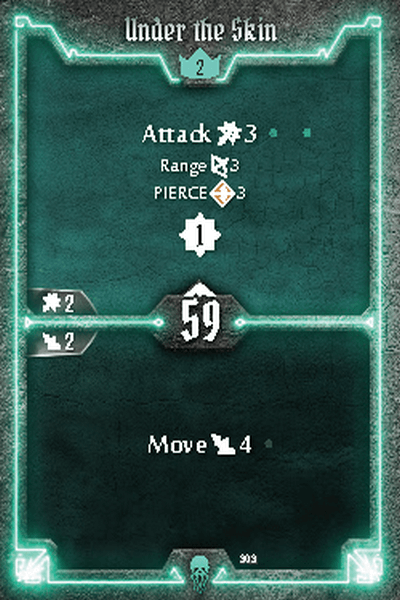 Under the Skin
2
Attack 3
Range 3
PIERCE 3
1
2
59
2
Move 4
303